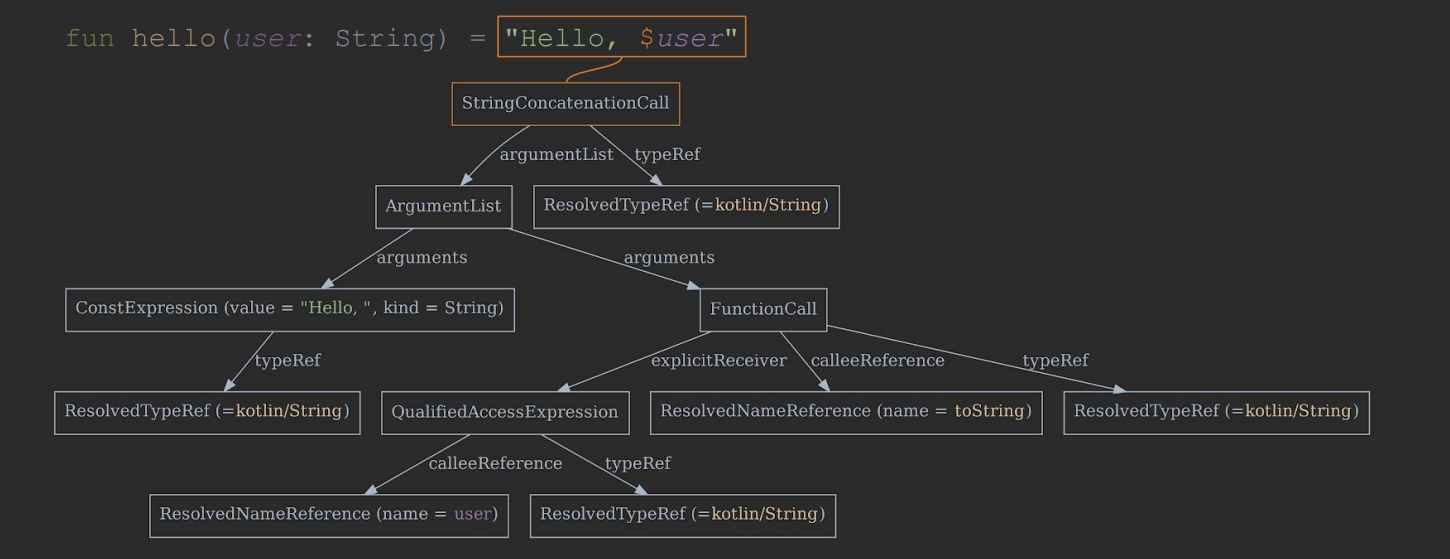 fun hello(user: String) = "Hello, $user"
StringConcatenationCall
argumentList typeRef
ArgumentList ResolvedTypeRef (=kotlin/String)
arguments arguments
ConstExpression (value = "Hello, ", kind = String) FunctionCall
typeRef explicitReceiver calleeReference typeRef
ResolvedTypeRef (=kotlin/String) QualifiedAccessExpression ResolvedNameReference (name = toString) ResolvedTypeRef (=kotlin/String)
calleeReference typeRef
ResolvedNameReference (name = user) ResolvedTypeRef (=kotlin/String)